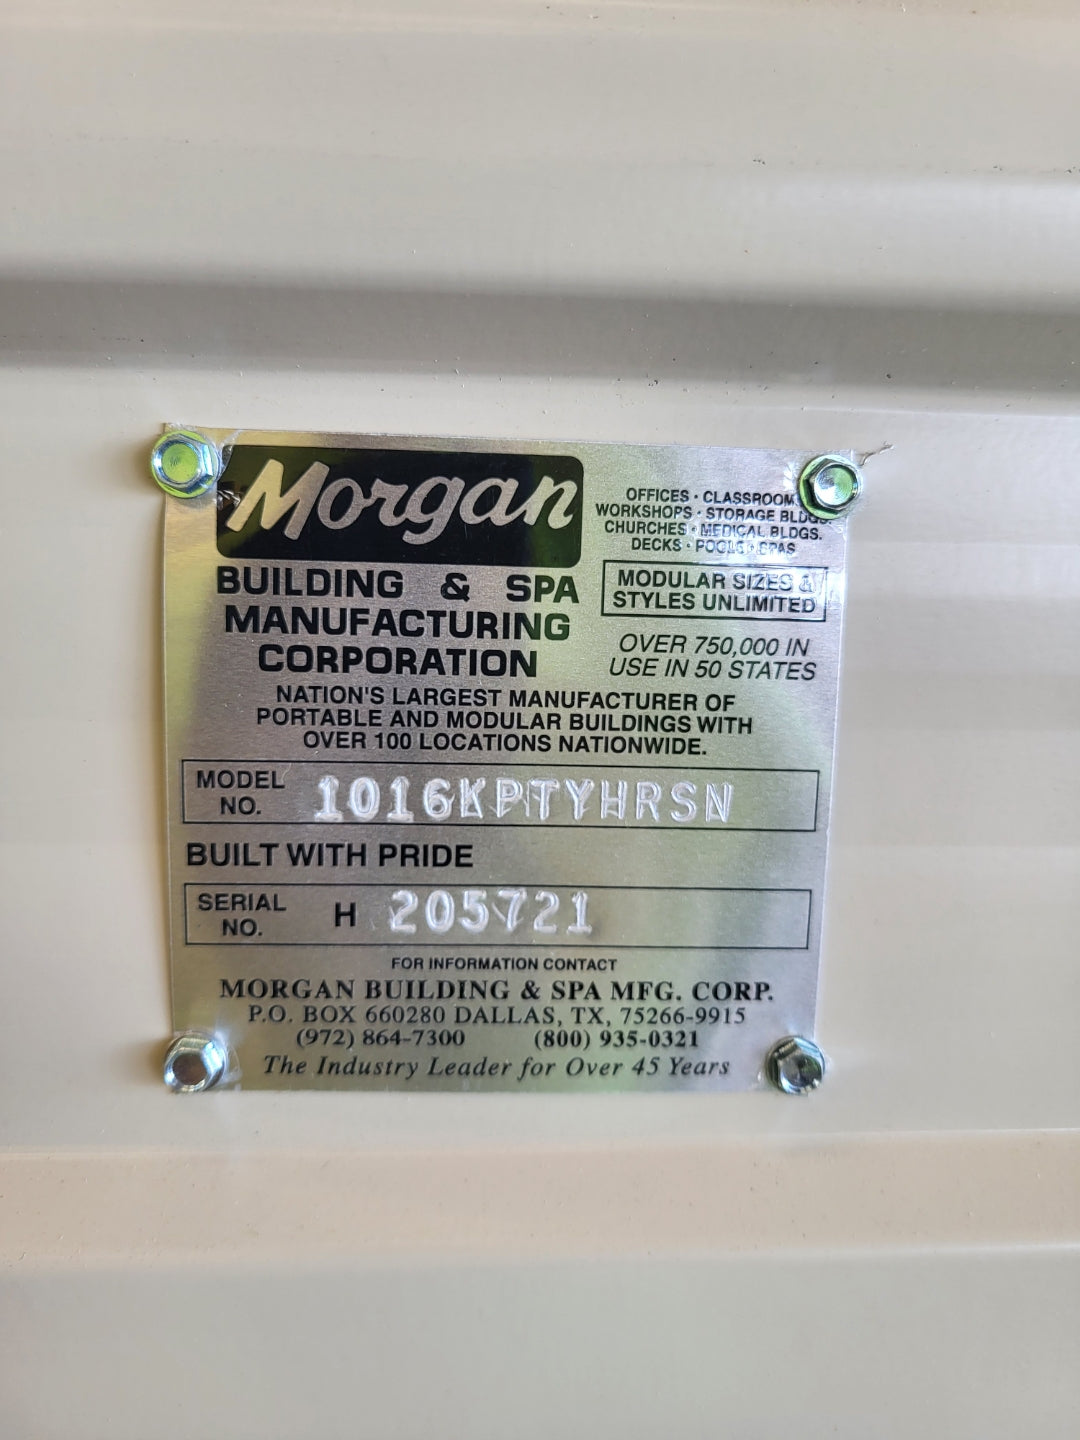 Morgan
BUILDING & SPA
MANUFACTURING
CORPORATION
OFFICES · CLASSROOM
WORKSHOPS · STORAGE BLDGS.
CHURCHES · MEDICAL BLDGS.
DECKS · POOLS · SPAS
MODULAR SIZES &
STYLES UNLIMITED
OVER 750,000 IN
USE IN 50 STATES
NATION'S LARGEST MANUFACTURER OF
PORTABLE AND MODULAR BUILDINGS WITH
OVER 100 LOCATIONS NATIONWIDE.
MODEL NO. 1016KPTYHRSN
BUILT WITH PRIDE
SERIAL NO. H 205721
FOR INFORMATION CONTACT
MORGAN BUILDING & SPA MFG. CORP.
P.O. BOX 660280 DALLAS, TX, 75266-9915
(972) 864-7300 (800) 935-0321
The Industry Leader for Over 45 Years